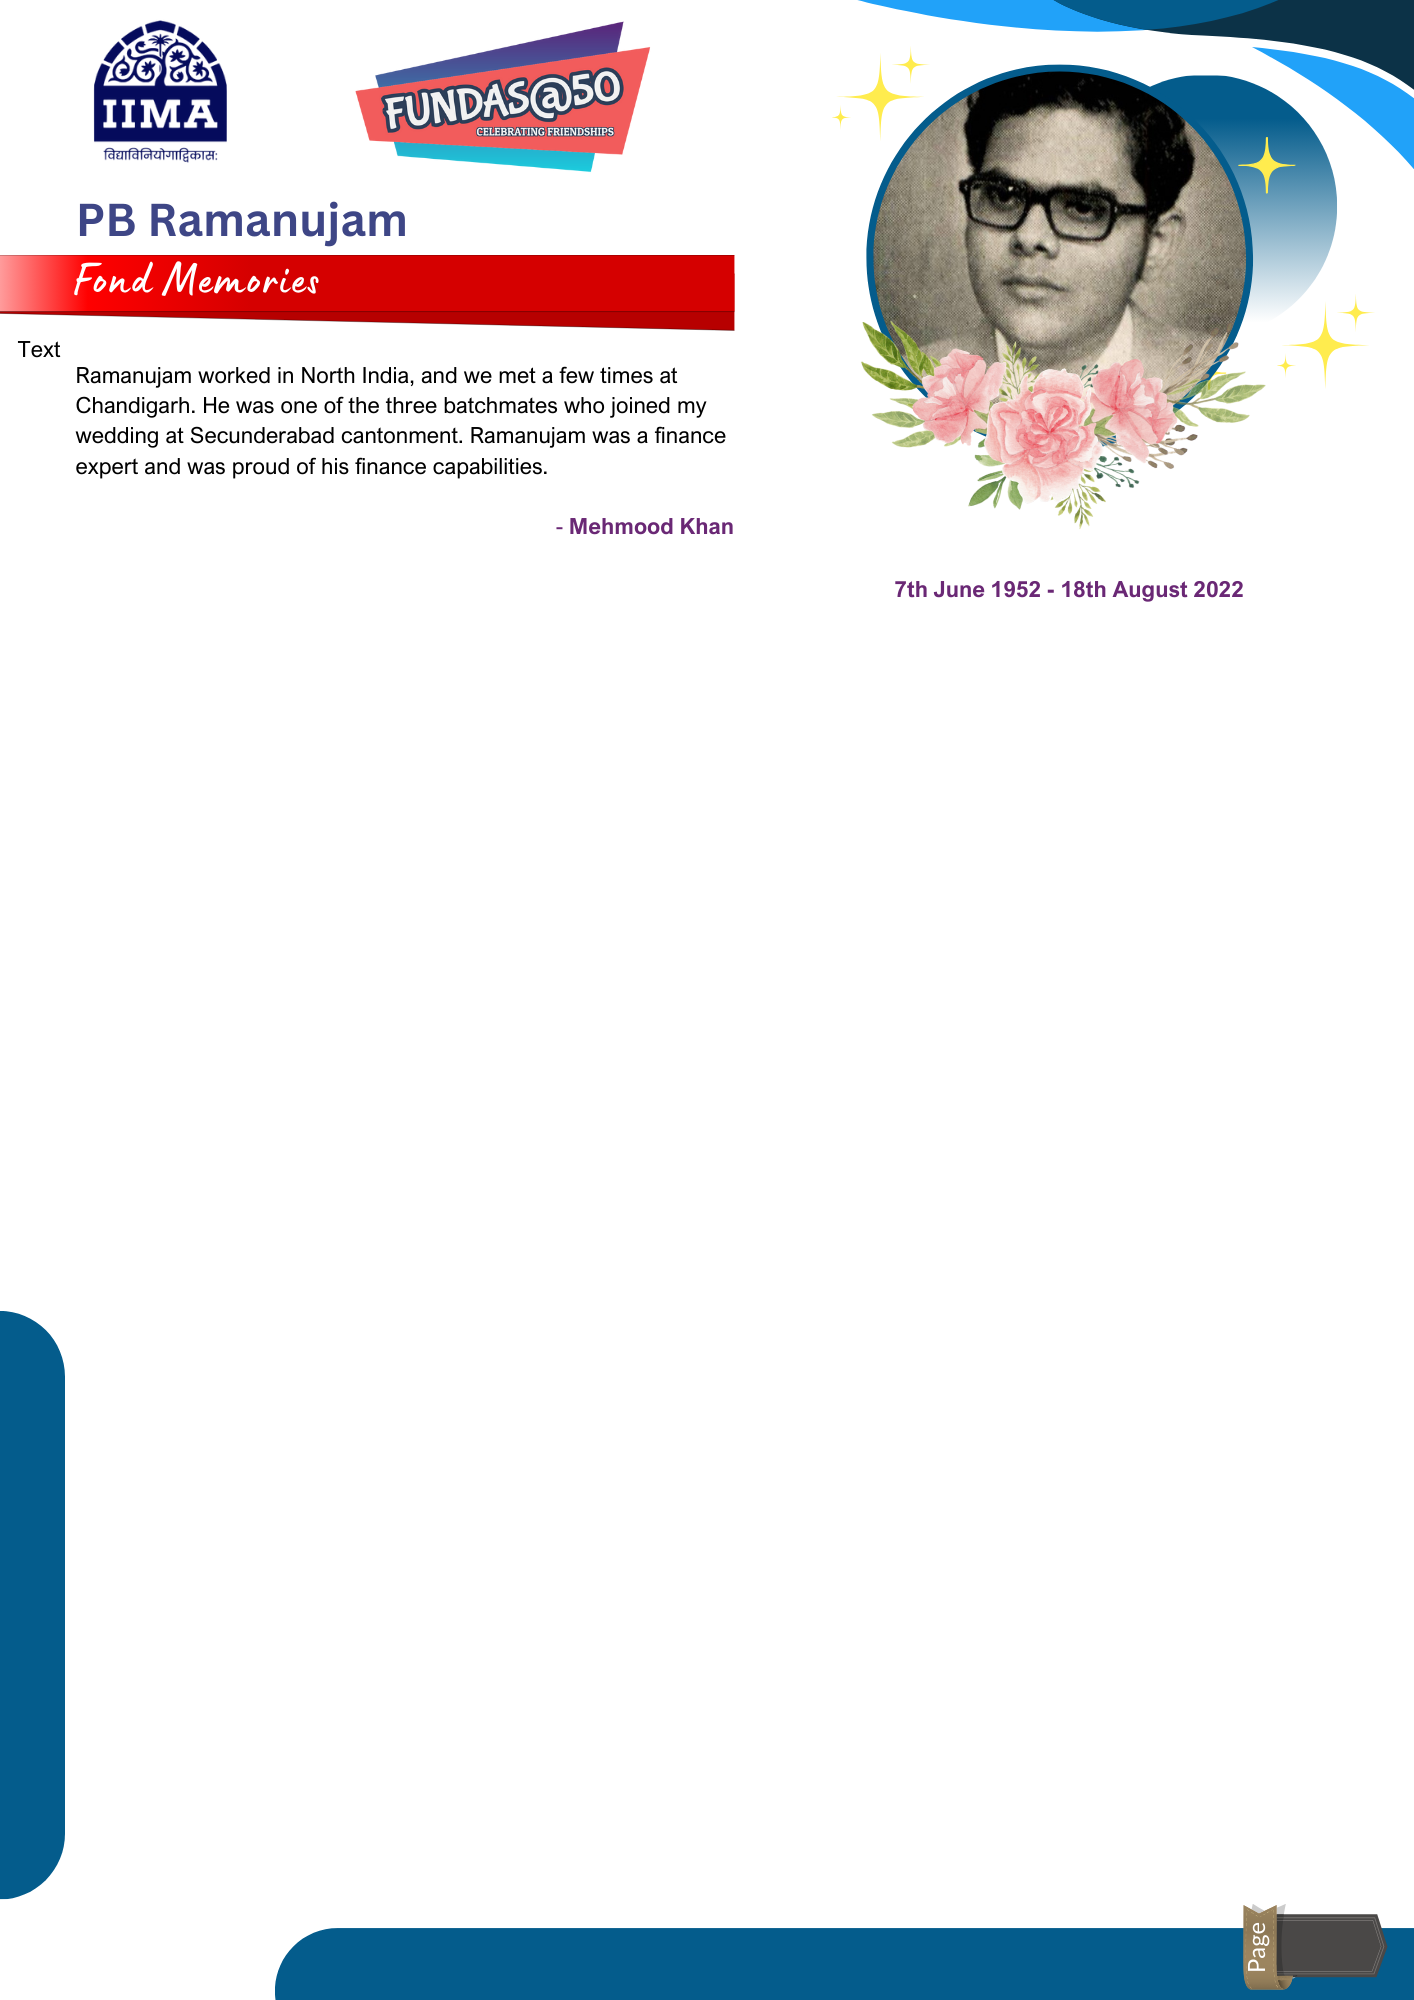 IIMA
विद्याविनियोगाद्विकासः
FUNDAS@50
CELEBRATING FRIENDSHIPS
PB Ramanujam
Fond Memories
Text
Ramanujam worked in North India, and we met a few times at
Chandigarh. He was one of the three batchmates who joined my
wedding at Secunderabad cantonment. Ramanujam was a finance
expert and was proud of his finance capabilities.
- Mehmood Khan
7th June 1952 - 18th August 2022
Page